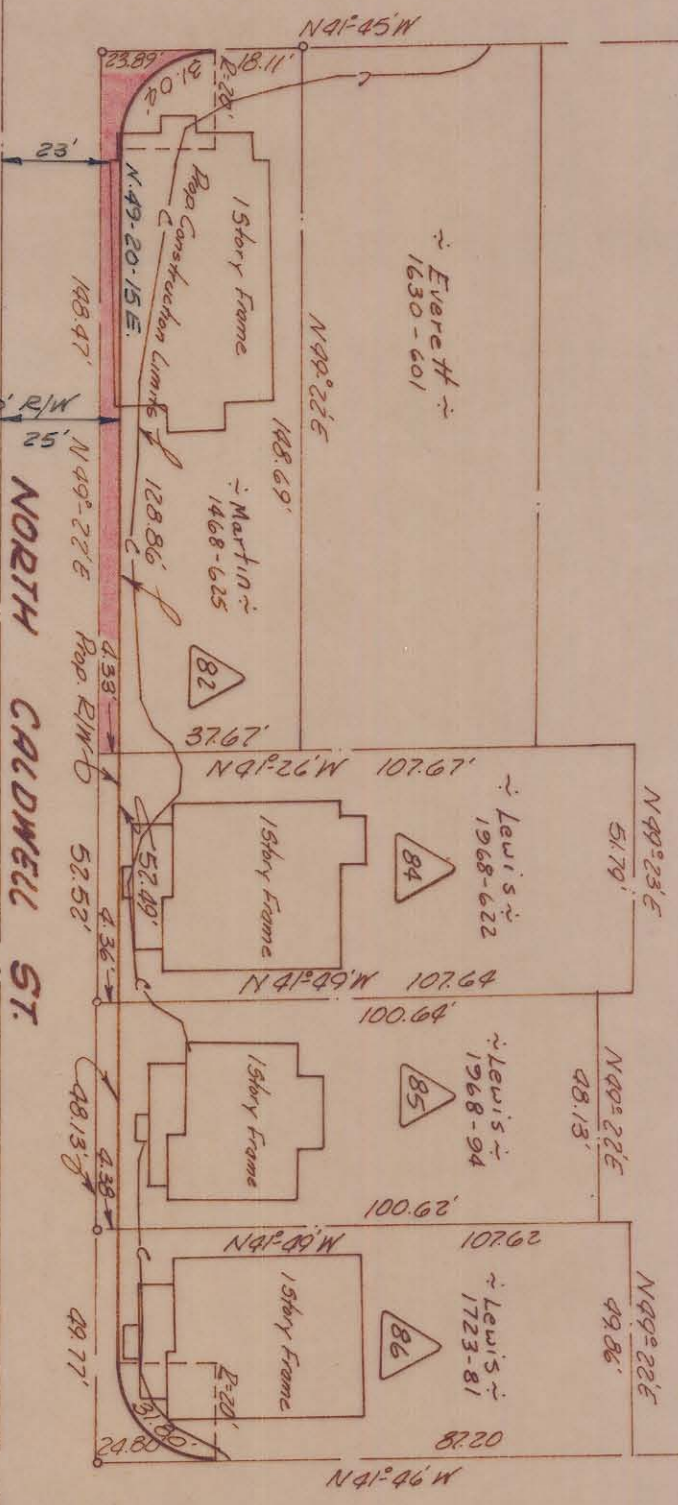 N41°-45'W
23.89'
18.11'
R=20'
31.04'
23'
N.49-20-15E.
Prop. Construction Limits
C
1 Story Frame
÷ Everett ÷
1630-601
N49°22'E
148.69'
148.47'
R/W
25'
N49°-22'E
128.86'
C
÷ Martin ÷
1468-625
82
Prop. R/W
4.38'
37.67'
N41°-26'W
107.67'
N49°23'E
51.79'
÷ Lewis ÷
1968-622
84
1 Story Frame
52.49'
52.52'
4.36'
C
N41°-49'W
107.64
100.64'
N49°22'E
48.13'
÷ Lewis ÷
1968-94
85
1 Story Frame
48.13'
4.38
100.62'
N41°-49'W
107.62
N49°22'E
49.86'
÷ Lewis ÷
1723-81
86
1 Story Frame
C
49.77'
R=20'
24.80'
87.20
N41°-46'W
NORTH CALDWELL ST.